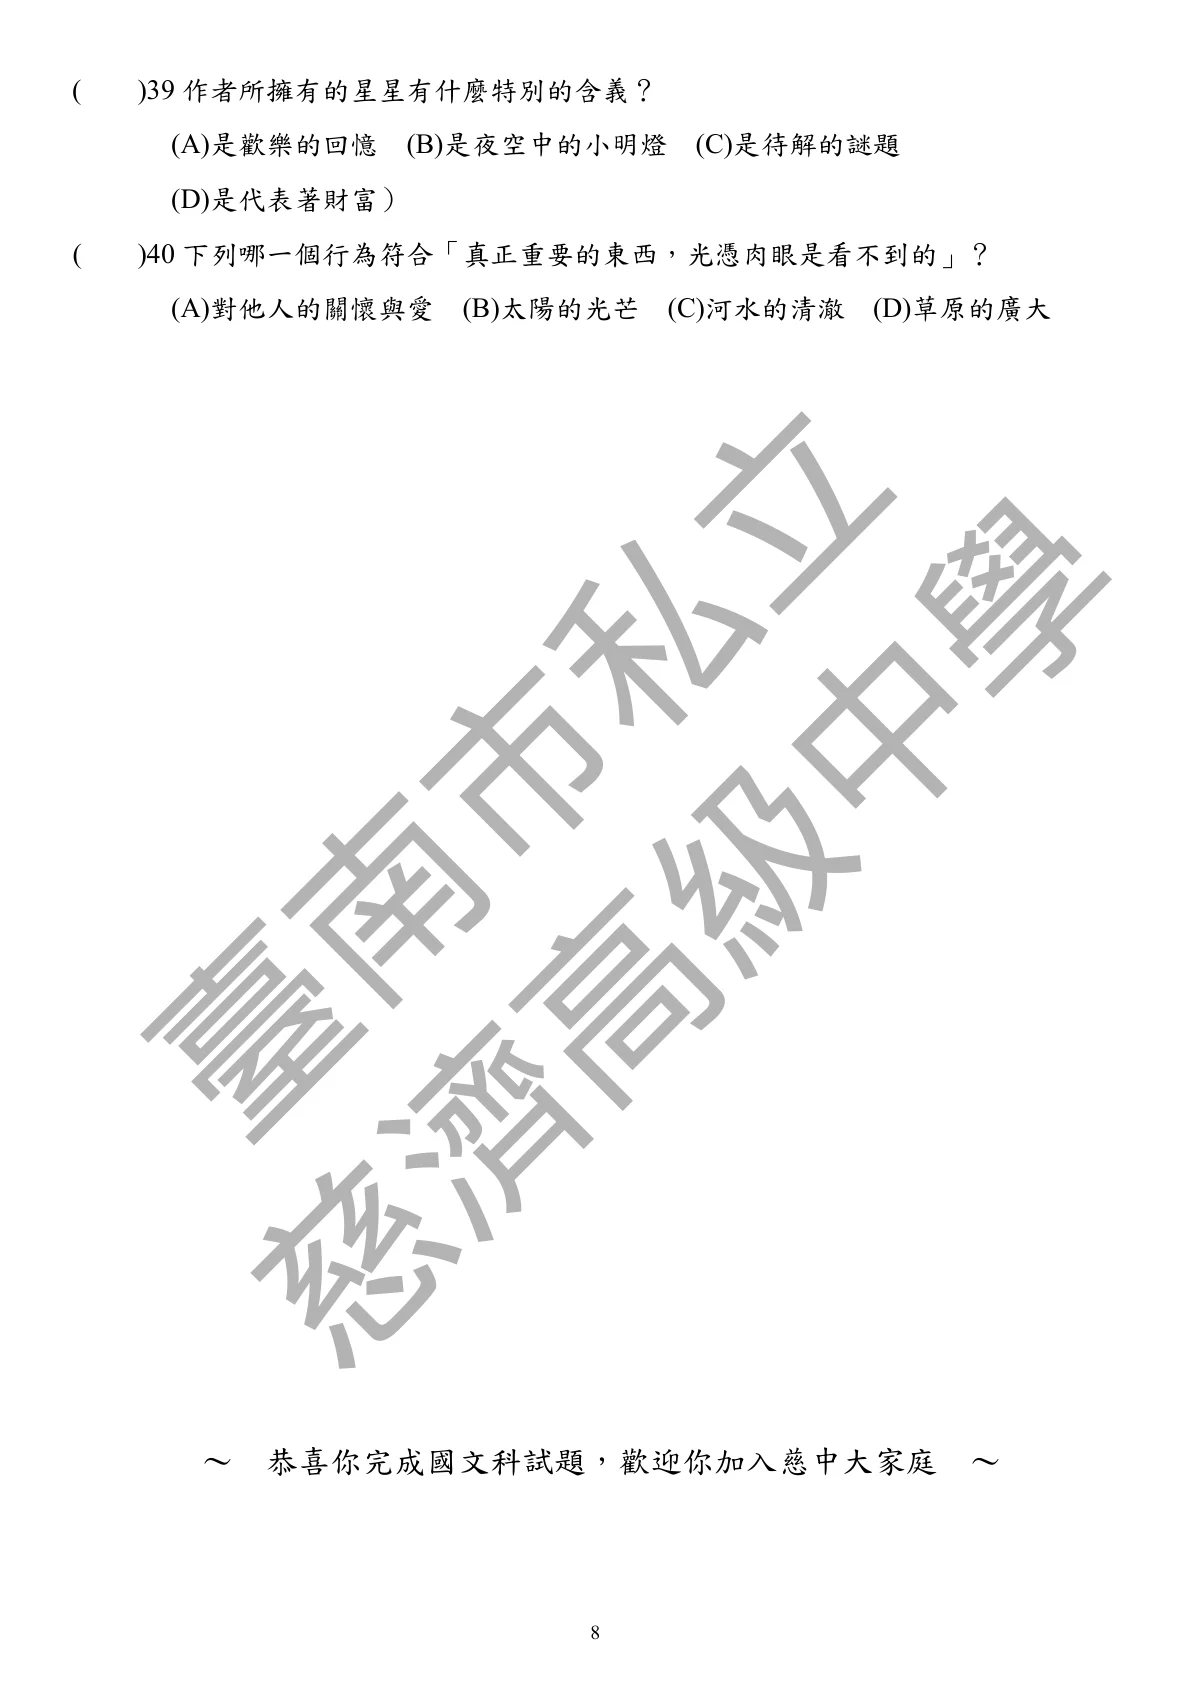 (　　)39 作者所擁有的星星有什麼特別的含義？
(A)是歡樂的回憶　(B)是夜空中的小明燈　(C)是待解的謎題
(D)是代表著財富）
(　　)40 下列哪一個行為符合「真正重要的東西，光憑肉眼是看不到的」？
(A)對他人的關懷與愛　(B)太陽的光芒　(C)河水的清澈　(D)草原的廣大
臺南市私立
慈濟高級中學
～　恭喜你完成國文科試題，歡迎你加入慈中大家庭　～
8